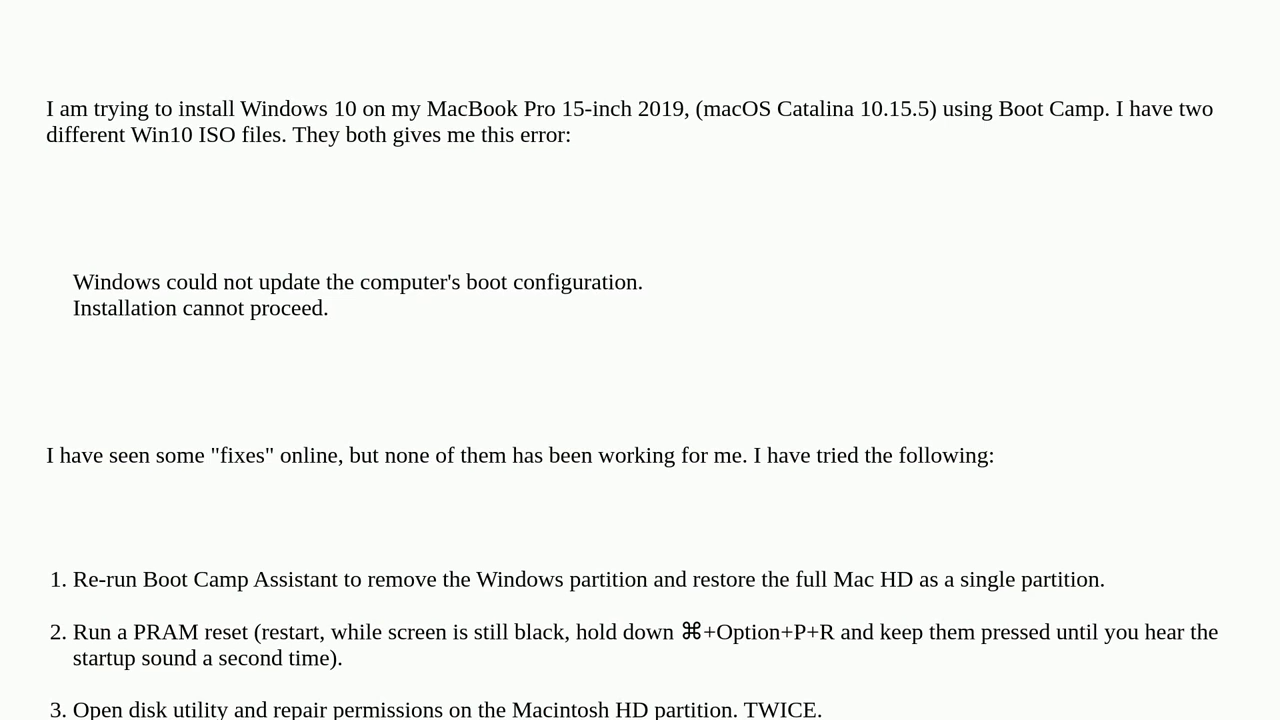 I am trying to install Windows 10 on my MacBook Pro 15-inch 2019, (macOS Catalina 10.15.5) using Boot Camp. I have two
different Win10 ISO files. They both gives me this error:
Windows could not update the computer's boot configuration.
Installation cannot proceed.
I have seen some "fixes" online, but none of them has been working for me. I have tried the following:
1. Re-run Boot Camp Assistant to remove the Windows partition and restore the full Mac HD as a single partition.
2. Run a PRAM reset (restart, while screen is still black, hold down ⌘+Option+P+R and keep them pressed until you hear the
startup sound a second time).
3. Open disk utility and repair permissions on the Macintosh HD partition. TWICE.